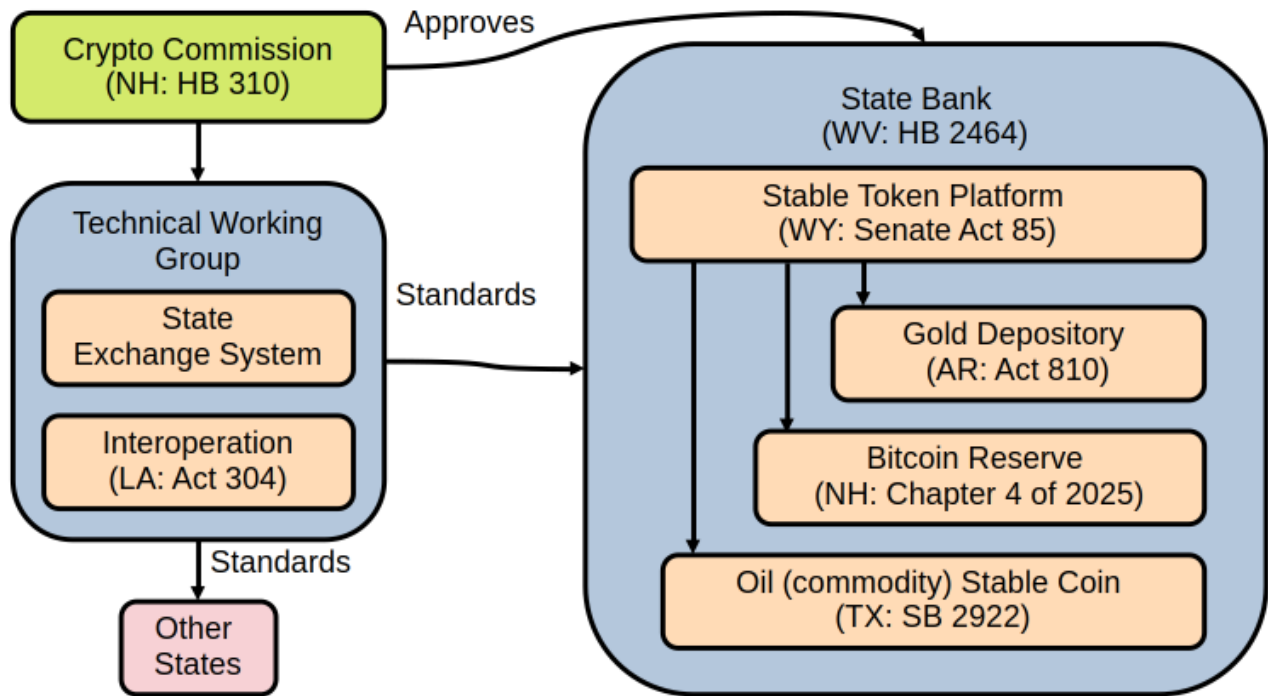 Crypto Commission
(NH: HB 310)
Approves
Technical Working
Group
State
Exchange System
Interoperation
(LA: Act 304)
Standards
Standards
Other
States
State Bank
(WV: HB 2464)
Stable Token Platform
(WY: Senate Act 85)
Gold Depository
(AR: Act 810)
Bitcoin Reserve
(NH: Chapter 4 of 2025)
Oil (commodity) Stable Coin
(TX: SB 2922)